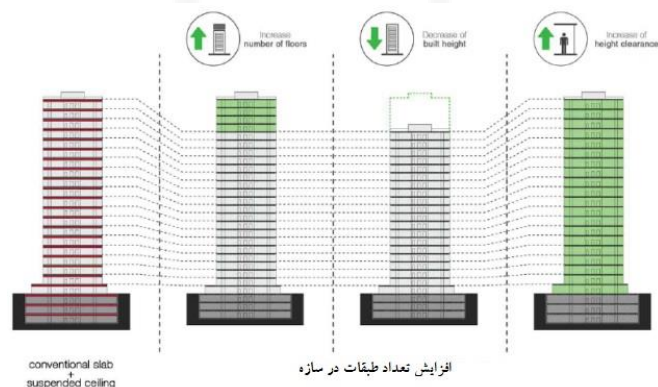 Increase
number of floors
Decrease of
built height
Increase of
height clearance
conventional slab
+
suspended ceiling
افزایش تعداد طبقات در سازه